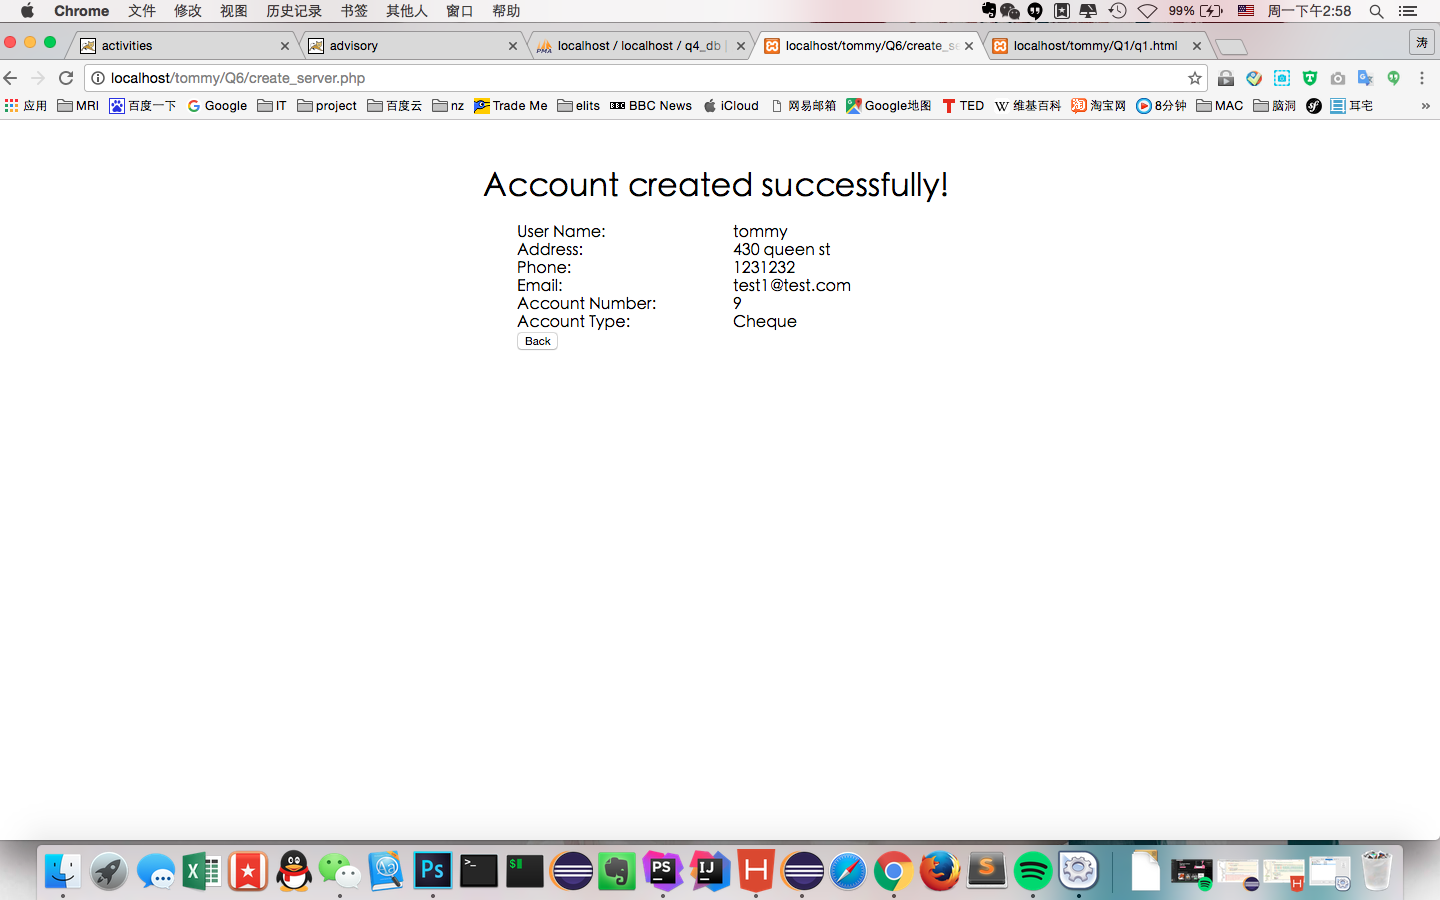 Chrome 文件 修改 视图 历史记录 书签 其他人 窗口 帮助 99% 周一下午2:58
activities advisory localhost / localhost / q4_db localhost/tommy/Q6/create_se localhost/tommy/Q1/q1.html 涛
localhost/tommy/Q6/create_server.php
应用 MRI 百度一下 Google IT project 百度云 nz Trade Me elits BBC News iCloud 网易邮箱 Google地图 TED 维基百科 淘宝网 8分钟 MAC 脑洞 耳宅 »
Account created successfully!
User Name: tommy
Address: 430 queen st
Phone: 1231232
Email: test1@test.com
Account Number: 9
Account Type: Cheque
Back